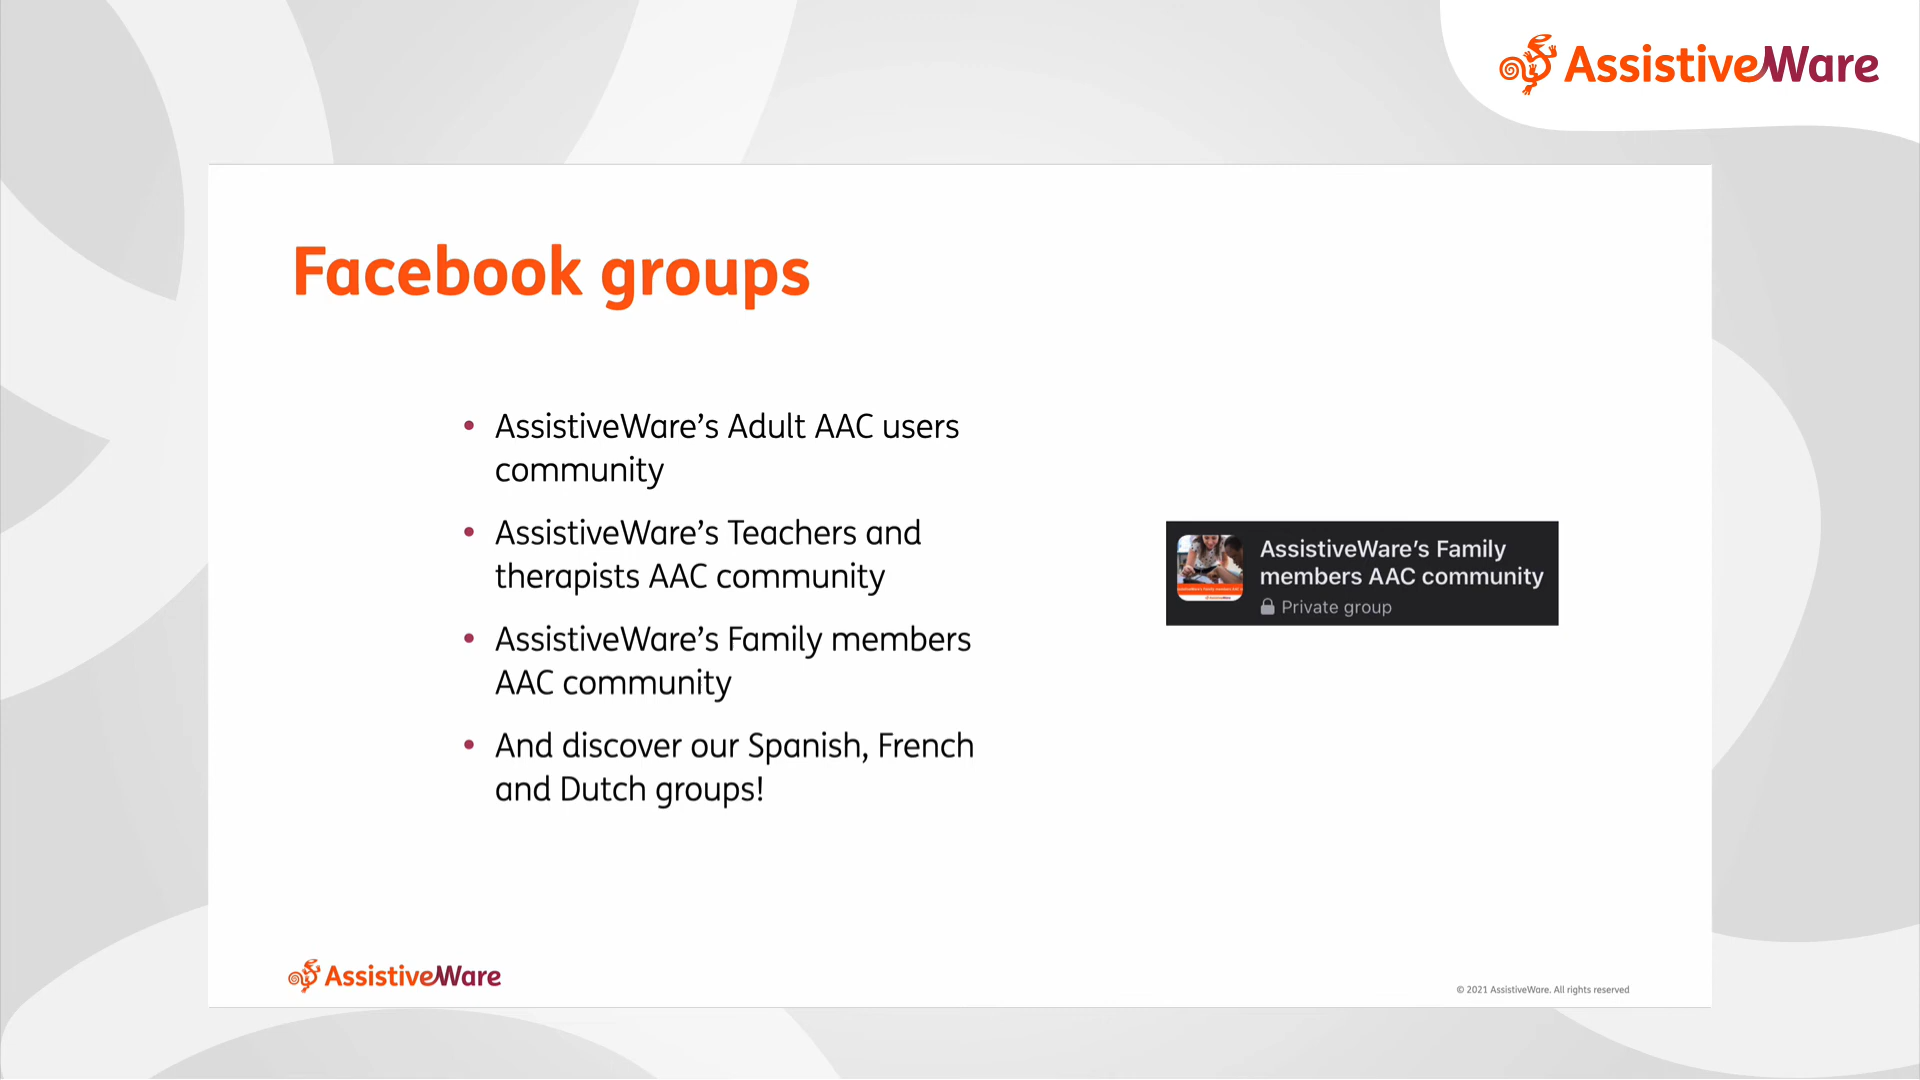 AssistiveWare
Facebook groups
• AssistiveWare’s Adult AAC users
community
• AssistiveWare’s Teachers and
therapists AAC community
• AssistiveWare’s Family members
AAC community
• And discover our Spanish, French
and Dutch groups!
AssistiveWare’s Family
members AAC community
Private group
AssistiveWare
© 2021 AssistiveWare. All rights reserved